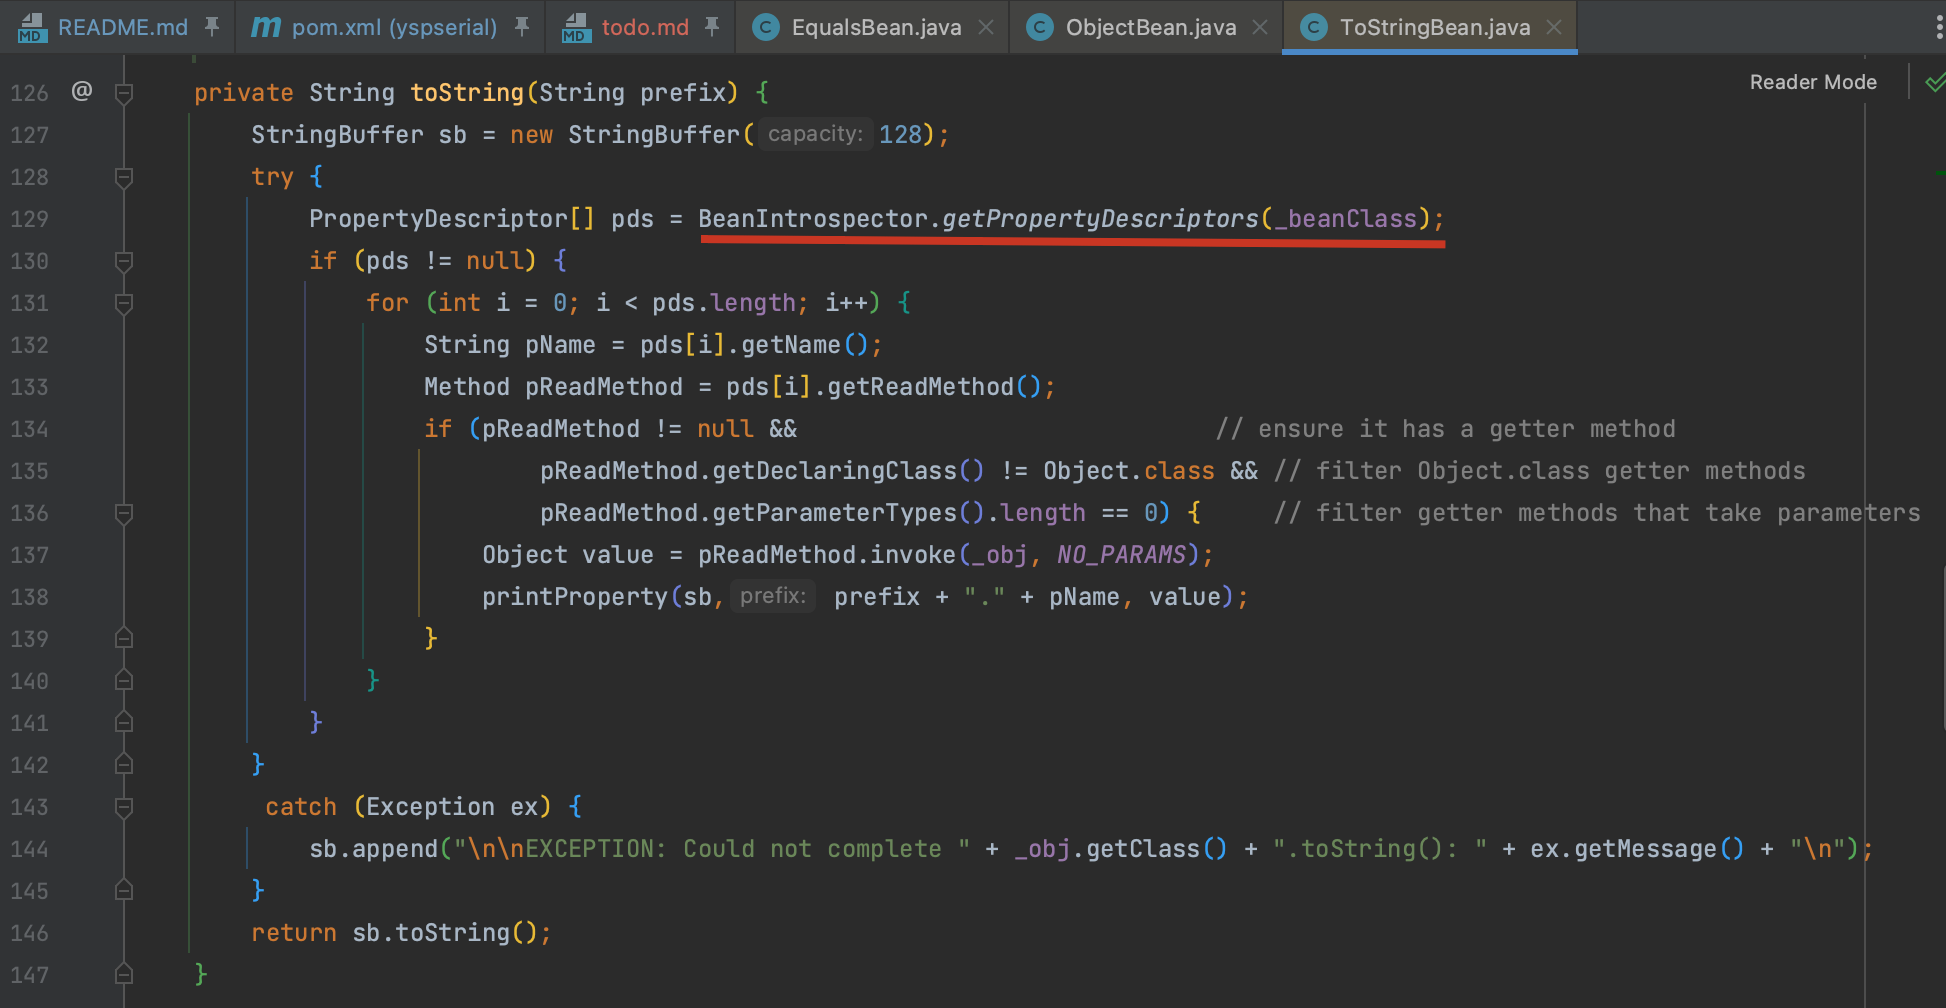 README.md pom.xml (yspserial) todo.md EqualsBean.java ObjectBean.java ToStringBean.java
Reader Mode
126 @ private String toString(String prefix) {
127 StringBuffer sb = new StringBuffer( capacity: 128);
128 try {
129 PropertyDescriptor[] pds = BeanIntrospector.getPropertyDescriptors(_beanClass);
130 if (pds != null) {
131 for (int i = 0; i < pds.length; i++) {
132 String pName = pds[i].getName();
133 Method pReadMethod = pds[i].getReadMethod();
134 if (pReadMethod != null && // ensure it has a getter method
135 pReadMethod.getDeclaringClass() != Object.class && // filter Object.class getter methods
136 pReadMethod.getParameterTypes().length == 0) { // filter getter methods that take parameters
137 Object value = pReadMethod.invoke(_obj, NO_PARAMS);
138 printProperty(sb, prefix: prefix + "." + pName, value);
139 }
140 }
141 }
142 }
143 catch (Exception ex) {
144 sb.append("\n\nEXCEPTION: Could not complete " + _obj.getClass() + ".toString(): " + ex.getMessage() + "\n");
145 }
146 return sb.toString();
147 }